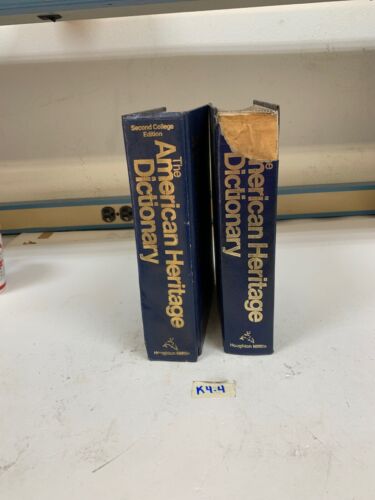 Second College
Edition
The
American Heritage
Dictionary
Houghton Mifflin
American Heritage
Dictionary
Houghton Mifflin
K4-4